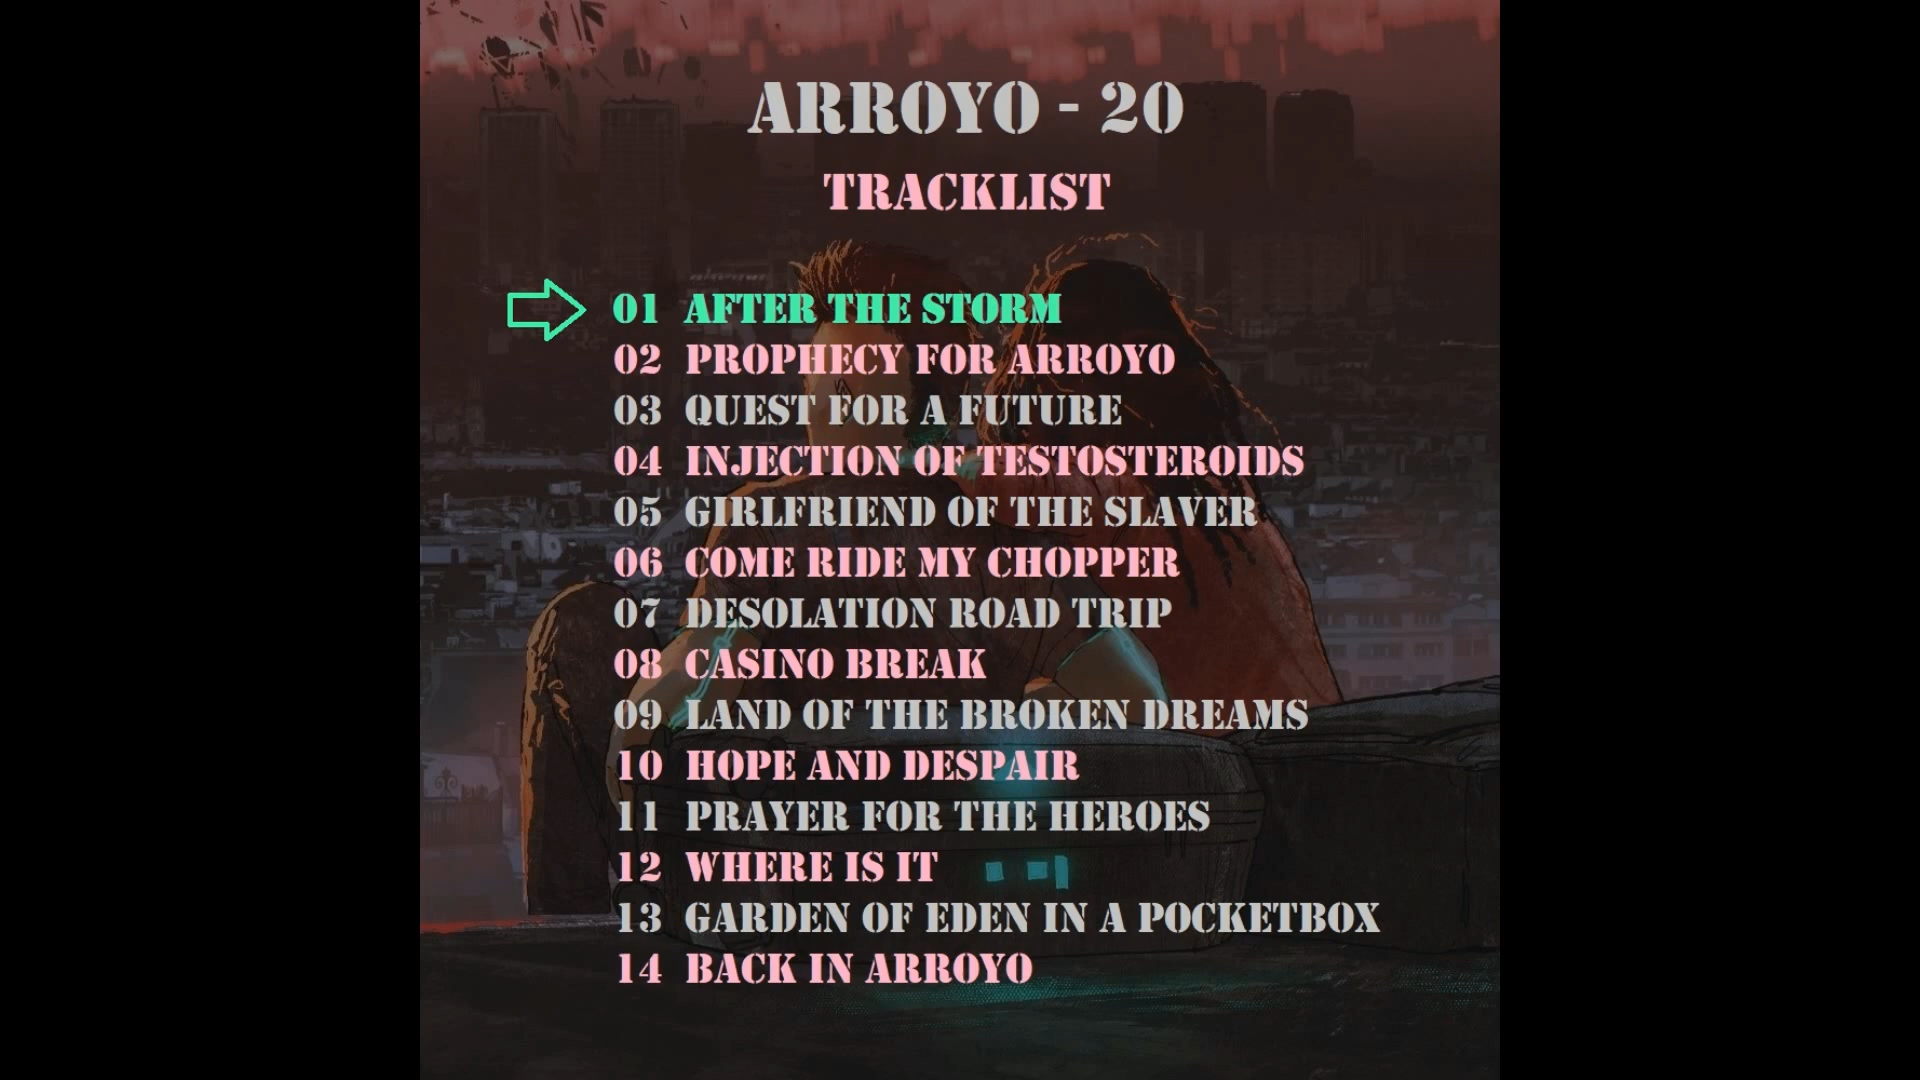 ARROYO - 20
TRACKLIST
01 AFTER THE STORM
02 PROPHECY FOR ARROYO
03 QUEST FOR A FUTURE
04 INJECTION OF TESTOSTEROIDS
05 GIRLFRIEND OF THE SLAVER
06 COME RIDE MY CHOPPER
07 DESOLATION ROAD TRIP
08 CASINO BREAK
09 LAND OF THE BROKEN DREAMS
10 HOPE AND DESPAIR
11 PRAYER FOR THE HEROES
12 WHERE IS IT
13 GARDEN OF EDEN IN A POCKETBOX
14 BACK IN ARROYO